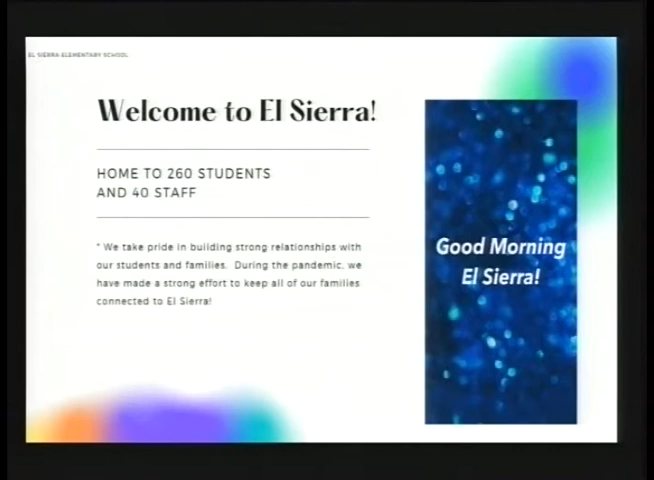 EL SIERRA ELEMENTARY SCHOOL
Welcome to El Sierra!
HOME TO 260 STUDENTS
AND 40 STAFF
* We take pride in building strong relationships with
our students and families. During the pandemic, we
have made a strong effort to keep all of our families
connected to El Sierra!
Good Morning
El Sierra!